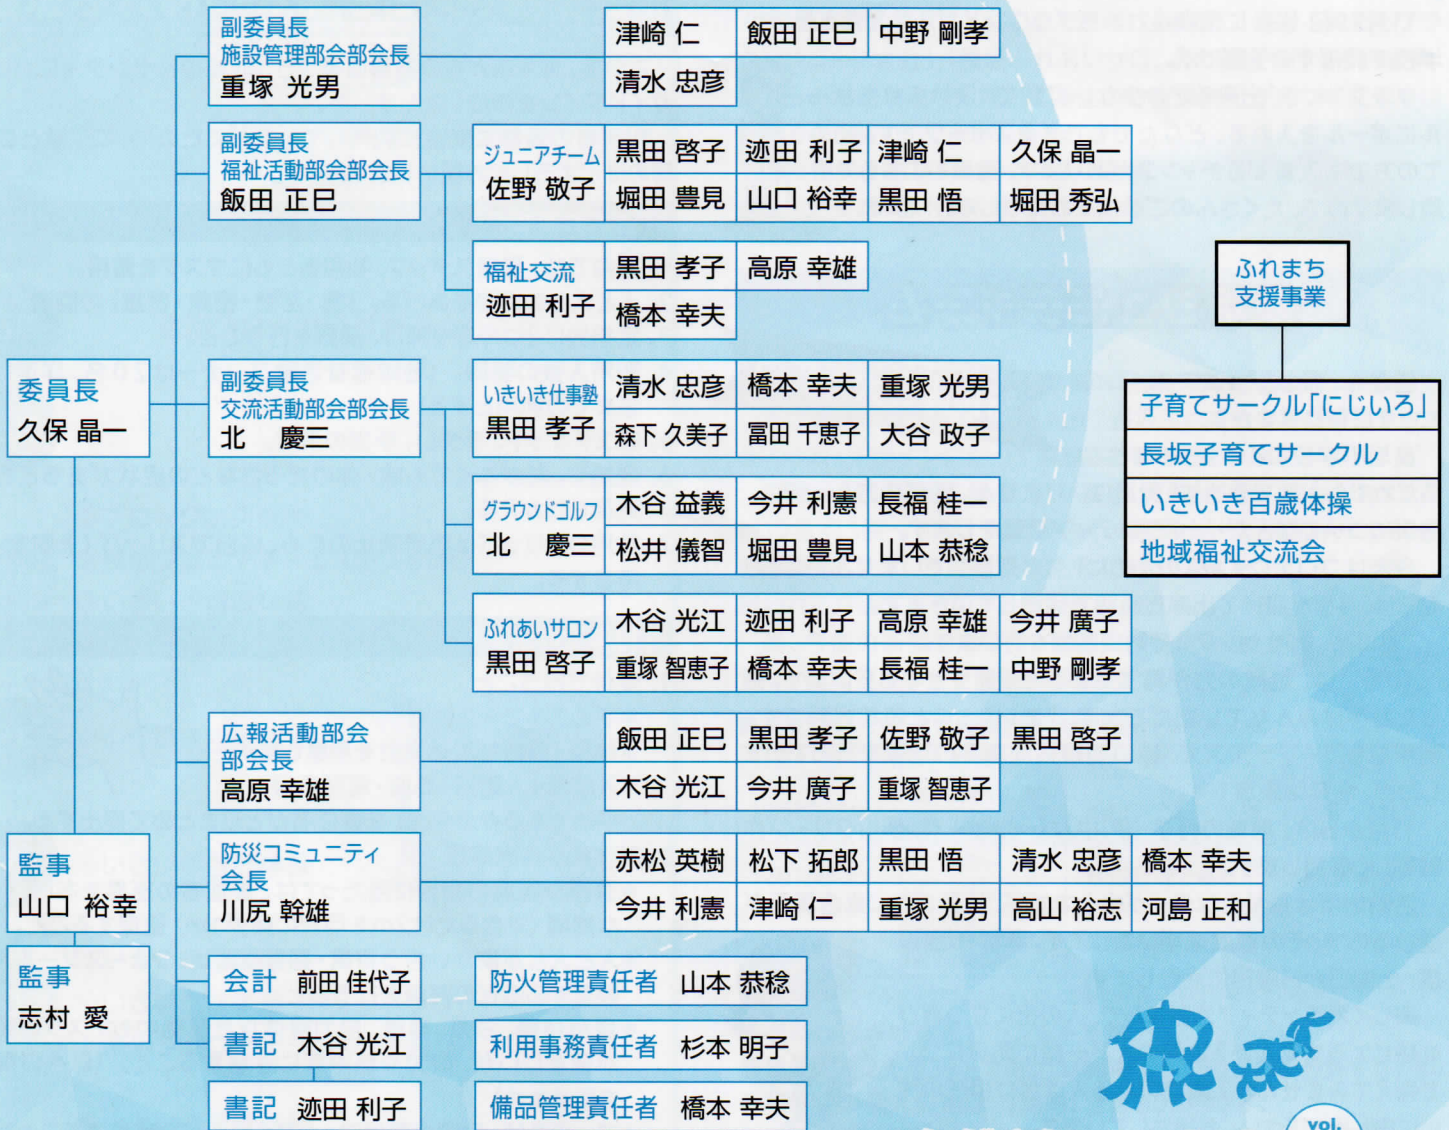 副委員長
施設管理部会部会長
重塚 光男
津崎 仁 飯田 正巳 中野 剛孝
清水 忠彦
副委員長
福祉活動部会部会長
飯田 正巳
ジュニアチーム
佐野 敬子
黒田 啓子 迹田 利子 津崎 仁 久保 晶一
堀田 豊見 山口 裕幸 黒田 悟 堀田 秀弘
福祉交流
迹田 利子
黒田 孝子 高原 幸雄
橋本 幸夫
ふれまち
支援事業
委員長
久保 晶一
副委員長
交流活動部会部会長
北 慶三
いきいき仕事塾
黒田 孝子
清水 忠彦 橋本 幸夫 重塚 光男
森下 久美子 冨田 千恵子 大谷 政子
子育てサークル「にじいろ」
長坂子育てサークル
いきいき百歳体操
地域福祉交流会
グラウンドゴルフ
北 慶三
木谷 益義 今井 利憲 長福 桂一
松井 儀智 堀田 豊見 山本 恭稔
ふれあいサロン
黒田 啓子
木谷 光江 迹田 利子 高原 幸雄 今井 廣子
重塚 智恵子 橋本 幸夫 長福 桂一 中野 剛孝
広報活動部会
部会長
高原 幸雄
飯田 正巳 黒田 孝子 佐野 敬子 黒田 啓子
木谷 光江 今井 廣子 重塚 智恵子
監事
山口 裕幸
防災コミュニティ
会長
川尻 幹雄
赤松 英樹 松下 拓郎 黒田 悟 清水 忠彦 橋本 幸夫
今井 利憲 津崎 仁 重塚 光男 高山 裕志 河島 正和
監事
志村 愛
会計 前田 佳代子
防火管理責任者 山本 恭稔
書記 木谷 光江
利用事務責任者 杉本 明子
書記 迹田 利子
備品管理責任者 橋本 幸夫
vol.